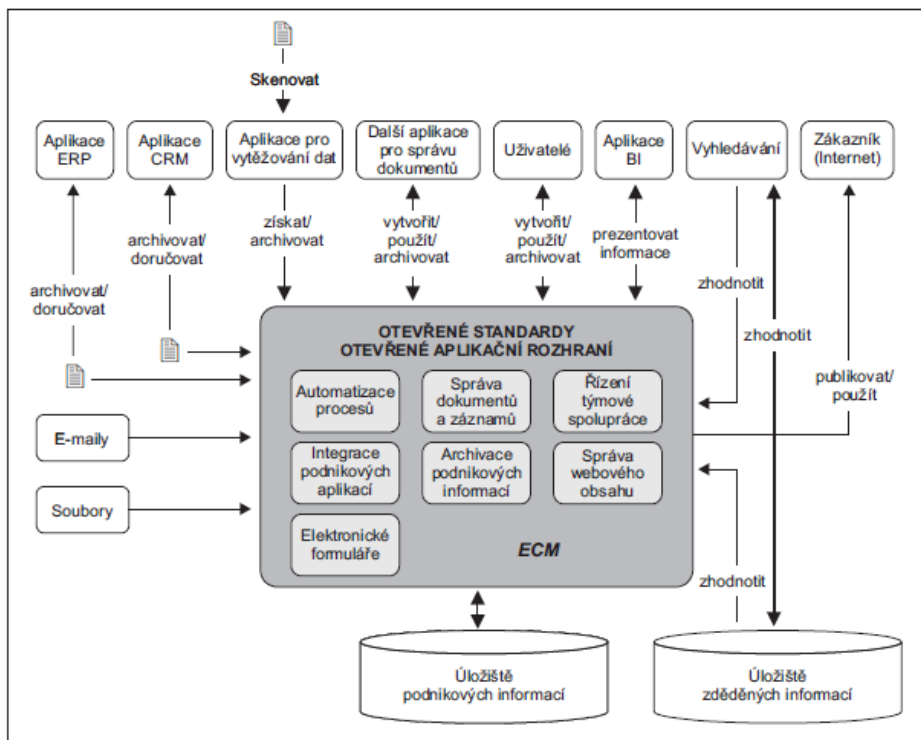 Skenovat
Aplikace
ERP
Aplikace
CRM
Aplikace pro
vytěžování dat
Další aplikace
pro správu
dokumentů
Uživatelé
Aplikace
BI
Vyhledávání
Zákazník
(Internet)
archivovat/
doručovat
archivovat/
doručovat
získat/
archivovat
vytvořit/
použít/
archivovat
vytvořit/
použít/
archivovat
prezentovat
informace
zhodnotit
zhodnotit
publikovat/
použít
OTEVŘENÉ STANDARDY
OTEVŘENÉ APLIKAČNÍ ROZHRANÍ
Automatizace
procesů
Správa
dokumentů
a záznamů
Řízení
týmové
spolupráce
E-maily
Integrace
podnikových
aplikací
Archivace
podnikových
informací
Správa
webového
obsahu
Soubory
Elektronické
formuláře
ECM
zhodnotit
Úložiště
podnikových informací
Úložiště
zděděných informací